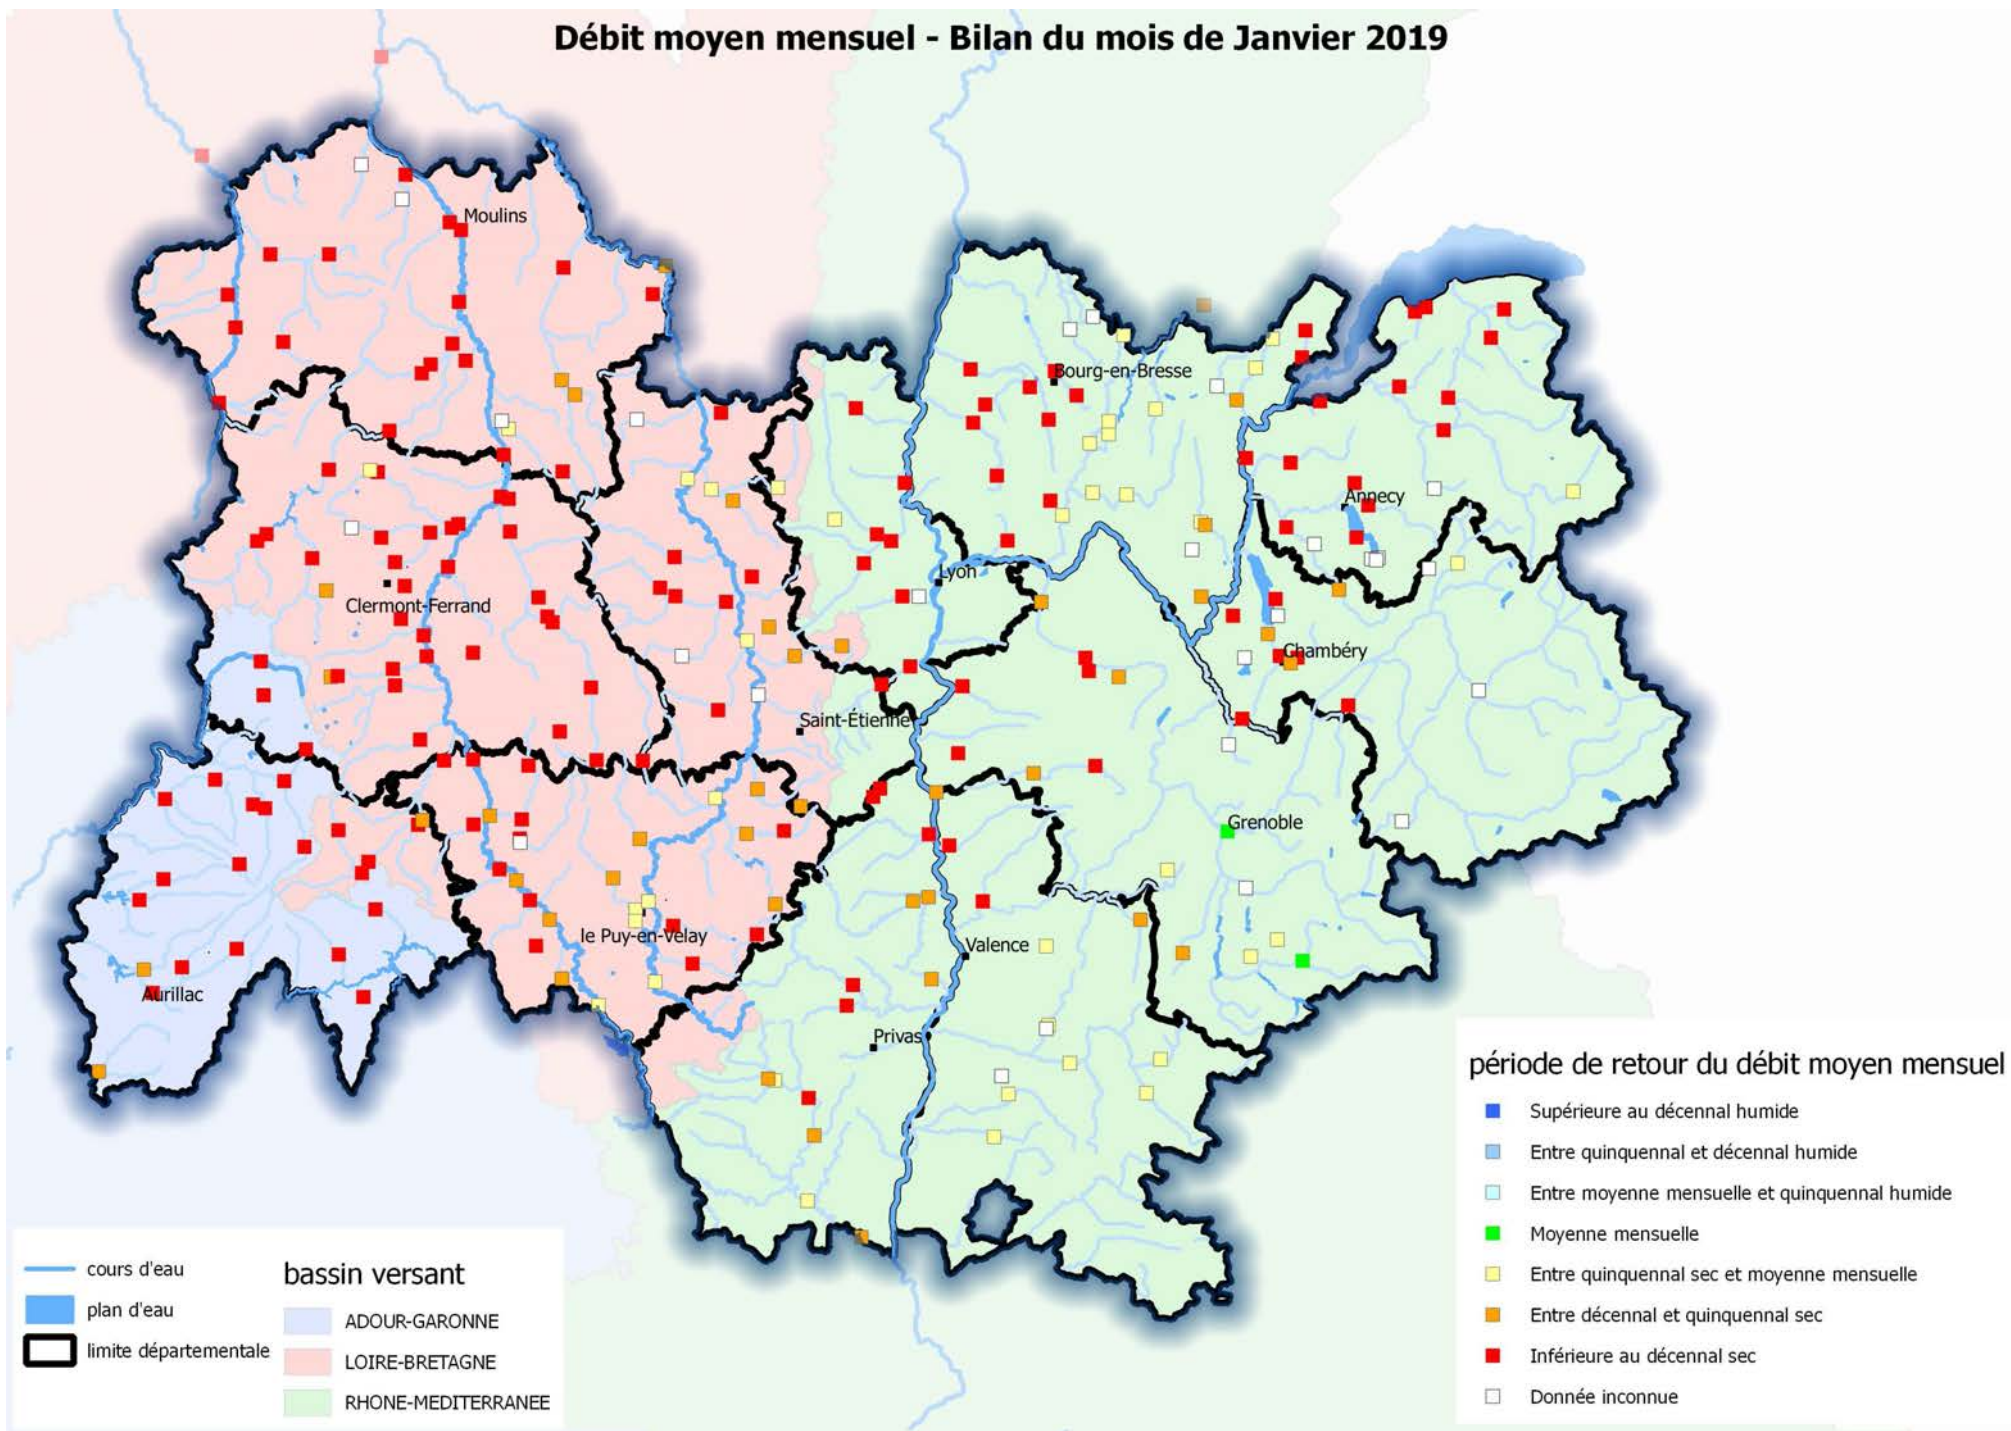 Débit moyen mensuel - Bilan du mois de Janvier 2019
Moulins
Bourg-en-Bresse
Annecy
Lyon
Clermont-Ferrand
Chambéry
Saint-Étienne
Grenoble
le Puy-en-Velay
Valence
Aurillac
Privas
période de retour du débit moyen mensuel
Supérieure au décennal humide
Entre quinquennal et décennal humide
Entre moyenne mensuelle et quinquennal humide
Moyenne mensuelle
Entre quinquennal sec et moyenne mensuelle
Entre décennal et quinquennal sec
Inférieure au décennal sec
Donnée inconnue
cours d'eau
plan d'eau
limite départementale
bassin versant
ADOUR-GARONNE
LOIRE-BRETAGNE
RHONE-MEDITERRANEE